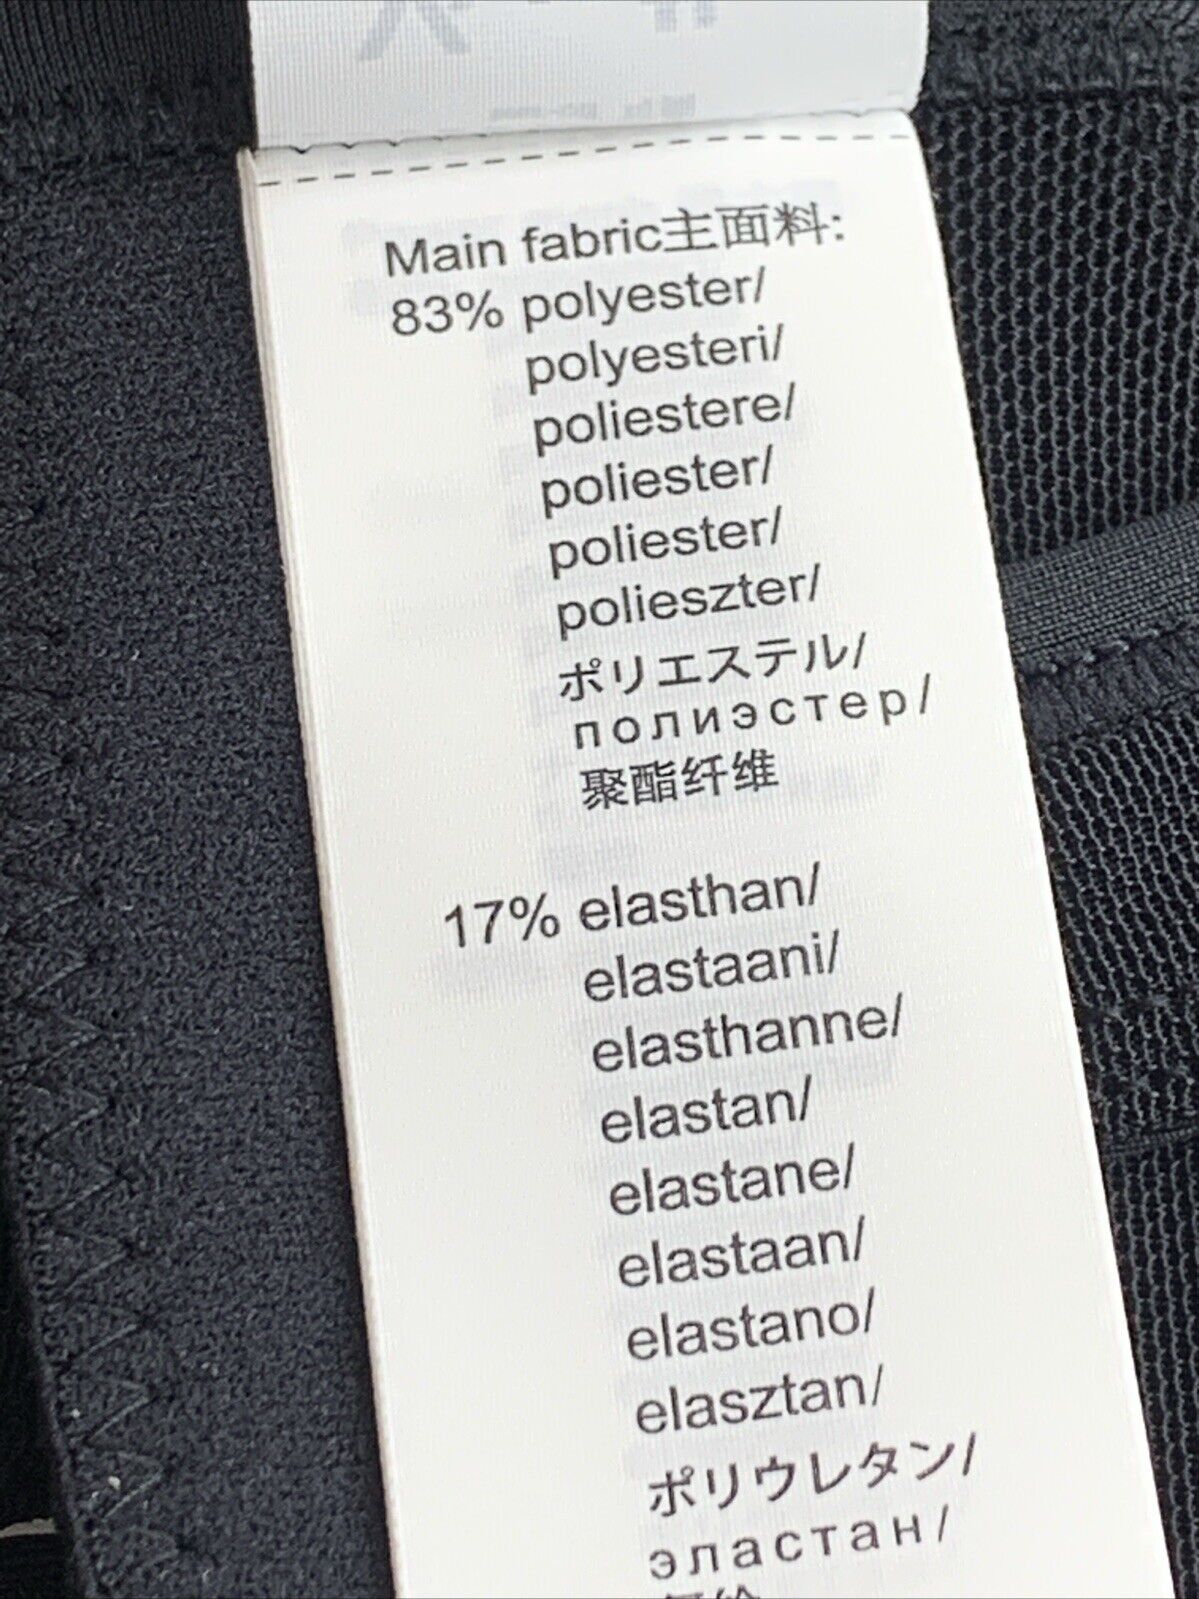 Main fabric主面料:
83% polyester/
polyesteri/
poliestere/
poliester/
poliester/
polieszter/
ポリエステル/
полиэстер/
聚酯纤维
17% elasthan/
elastaani/
elasthanne/
elastan/
elastane/
elastaan/
elastano/
elasztan/
ポリウレタン/
эластан/